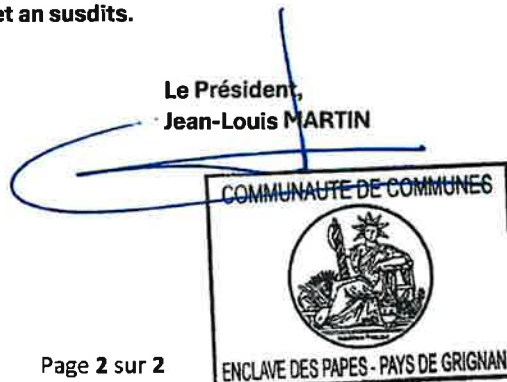 et an susdits.
Le Président,
Jean-Louis MARTIN
COMMUNAUTE DE COMMUNES
ENCLAVE DES PAPES - PAYS DE GRIGNAN
Page 2 sur 2